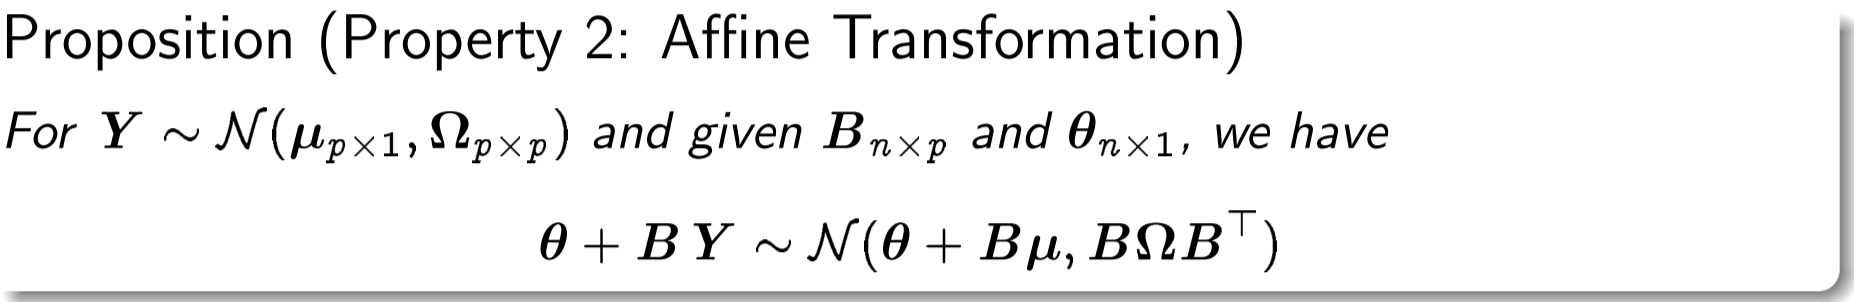 Proposition (Property 2: Affine Transformation)
For Y ∼ N(μ_{p×1}, Ω_{p×p}) and given B_{n×p} and θ_{n×1}, we have
θ + BY ∼ N(θ + Bμ, BΩB^⊤)